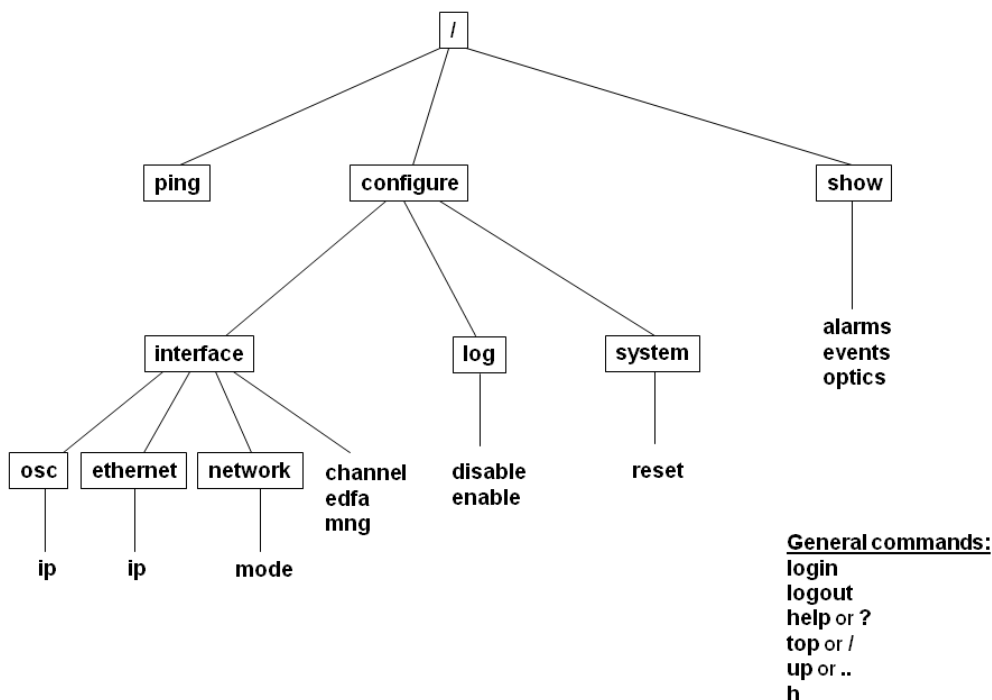 /
ping
configure
show
interface
log
system
alarms
events
optics
osc
ethernet
network
channel
edfa
mng
disable
enable
reset
ip
ip
mode
General commands:
login
logout
help or ?
top or /
up or ..
h